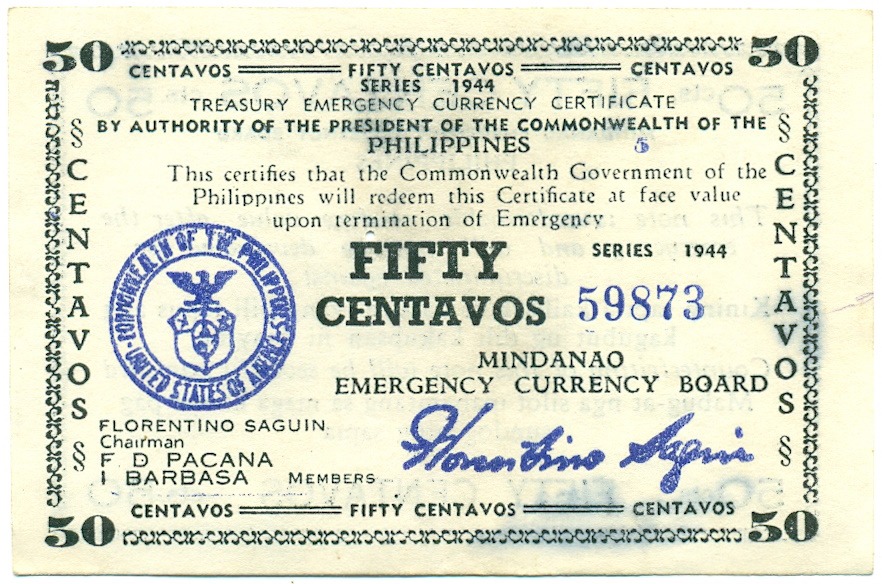 50 50
CENTAVOS FIFTY CENTAVOS CENTAVOS
SERIES 1944
TREASURY EMERGENCY CURRENCY CERTIFICATE
BY AUTHORITY OF THE PRESIDENT OF THE COMMONWEALTH OF THE
PHILIPPINES 5
§ CENTAVOS §
This certifies that the Commonwealth Government of the
Philippines will redeem this Certificate at face value
upon termination of Emergency
FIFTY SERIES 1944
CENTAVOS 59873
COMMONWEALTH OF THE PHILIPPINES
UNITED STATES OF AMERICA
MINDANAO
EMERGENCY CURRENCY BOARD
§ CENTAVOS §
FLORENTINO SAGUIN
Chairman
F D PACANA
I BARBASA MEMBERS
Florentino Saguin
CENTAVOS FIFTY CENTAVOS CENTAVOS
50 50